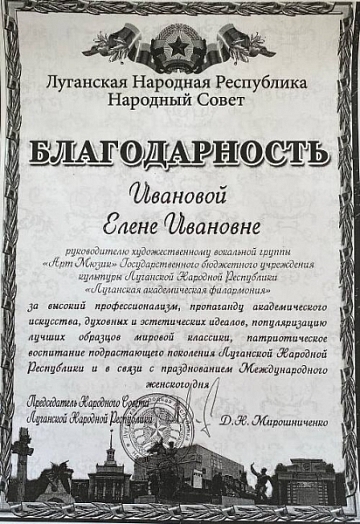 Луганская Народная Республика
Народный Совет
БЛАГОДАРНОСТЬ
Ивановой
Елене Ивановне
руководителю художественному вокальной группы
«Арт Мюзик» Государственного бюджетного учреждения
культуры Луганской Народной Республики
«Луганская академическая филармония»
за высокий профессионализм, пропаганду академического
искусства, духовных и эстетических идеалов, популяризацию
лучших образцов мировой классики, патриотическое
воспитание подрастающего поколения Луганской Народной
Республики и в связи с празднованием Международного
женского дня
Председатель Народного Совета
Луганской Народной Республики
Д.Н. Мирошниченко